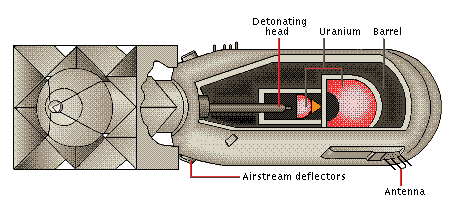 Detonating
head
Uranium
Barrel
Airstream deflectors
Antenna